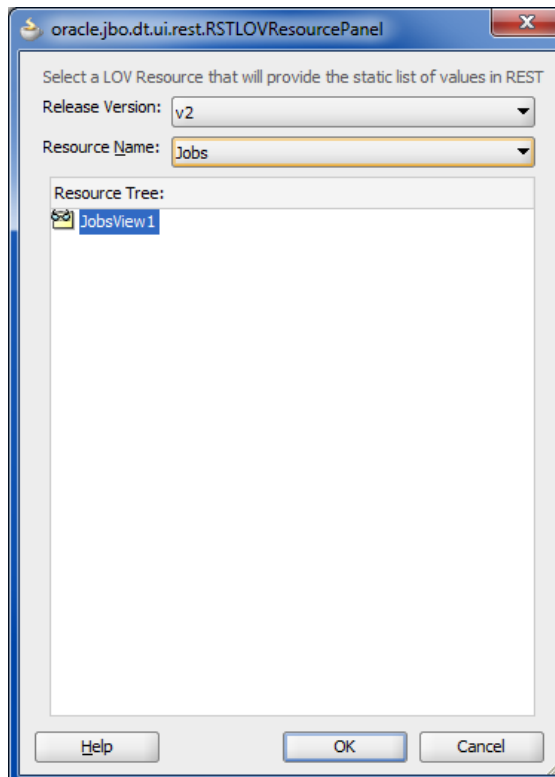 oracle.jbo.dt.ui.rest.RSTLOVResourcePanel
Select a LOV Resource that will provide the static list of values in REST
Release Version: v2
Resource Name: Jobs
Resource Tree:
JobsView1
Help OK Cancel